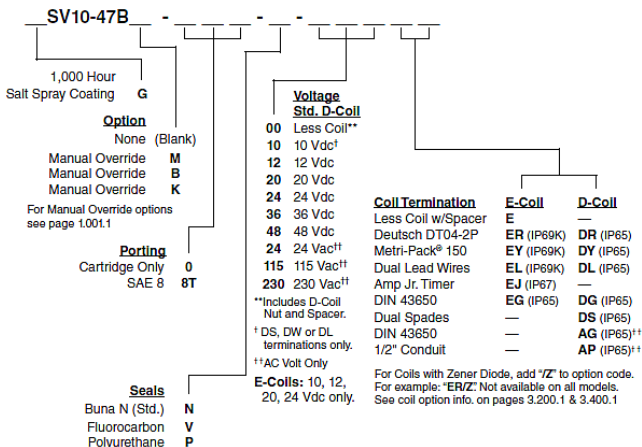 __SV10-47B__ - __ __ __ - __ - __ __ __ __ __
1,000 Hour
Salt Spray Coating G
Option
None (Blank)
Manual Override M
Manual Override B
Manual Override K
For Manual Override options
see page 1.001.1
Porting
Cartridge Only 0
SAE 8 8T
Seals
Buna N (Std.) N
Fluorocarbon V
Polyurethane P
Voltage
Std. D-Coil
00 Less Coil**
10 10 Vdc†
12 12 Vdc
20 20 Vdc
24 24 Vdc
36 36 Vdc
48 48 Vdc
24 24 Vac††
115 115 Vac††
230 230 Vac††
**Includes D-Coil
Nut and Spacer.
† DS, DW or DL
terminations only.
††AC Volt Only
E-Coils: 10, 12,
20, 24 Vdc only.
Coil Termination E-Coil D-Coil
Less Coil w/Spacer E —
Deutsch DT04-2P ER (IP69K) DR (IP65)
Metri-Pack® 150 EY (IP69K) DY (IP65)
Dual Lead Wires EL (IP69K) DL (IP65)
Amp Jr. Timer EJ (IP67) —
DIN 43650 EG (IP65) DG (IP65)
Dual Spades — DS (IP65)
DIN 43650 — AG (IP65)††
1/2" Conduit — AP (IP65)††
For Coils with Zener Diode, add "/Z" to option code.
For example: "ER/Z". Not available on all models.
See coil option info. on pages 3.200.1 & 3.400.1